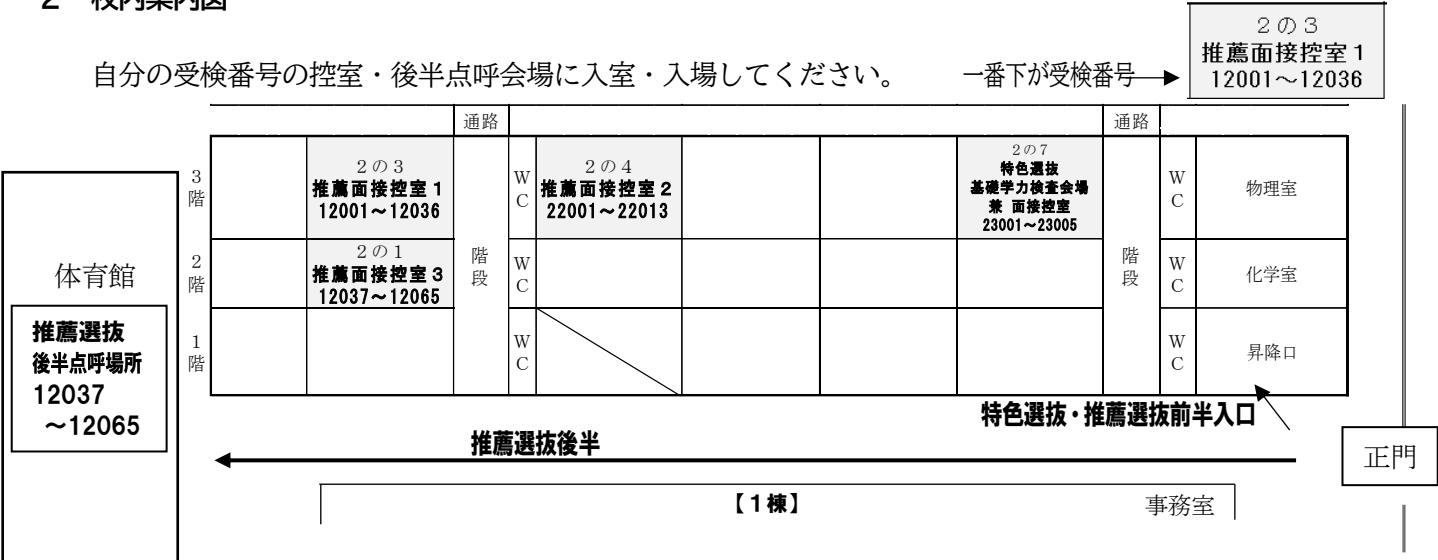 2　校内案内図
2の3
推薦面接控室1
12001～12036
自分の受検番号の控室・後半点呼会場に入室・入場してください。
一番下が受検番号
通路
通路
3階
2の3
推薦面接控室1
12001～12036
WC
2の4
推薦面接控室2
22001～22013
2の7
特色選抜
基礎学力検査会場
兼 面接控室
23001～23005
WC
物理室
2階
2の1
推薦面接控室3
12037～12065
階段
WC
階段
WC
化学室
1階
WC
WC
昇降口
体育館
推薦選抜
後半点呼場所
12037
～12065
特色選抜・推薦選抜前半入口
推薦選抜後半
正門
【1棟】
事務室